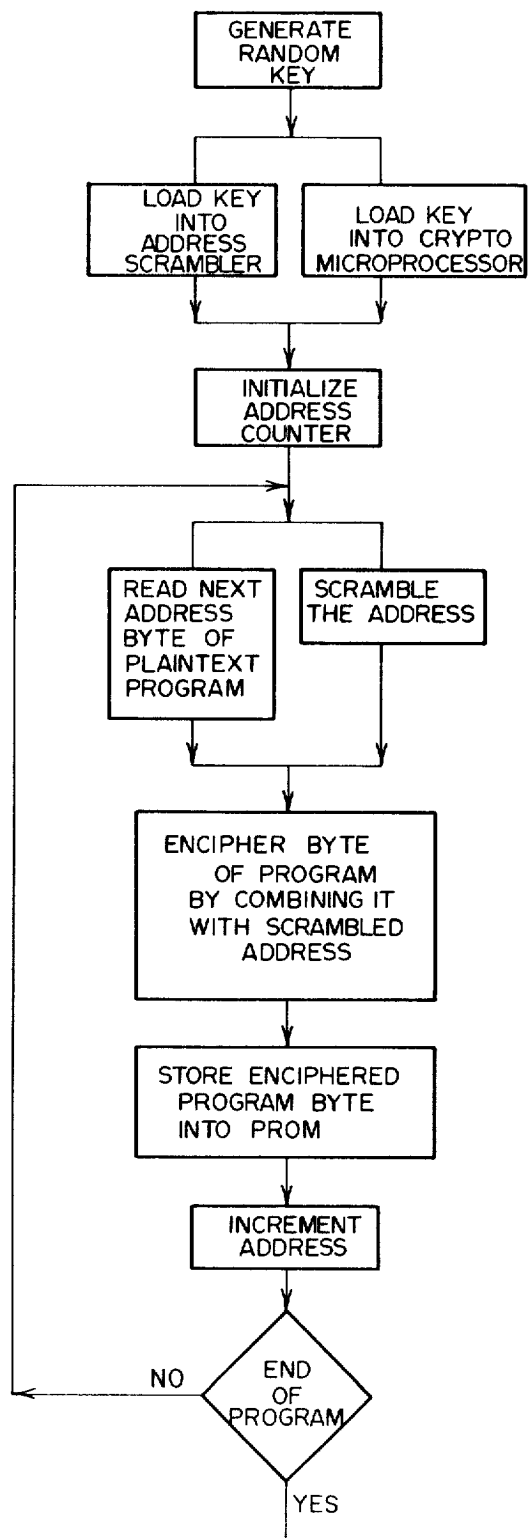 GENERATE
RANDOM
KEY
LOAD KEY
INTO
ADDRESS
SCRAMBLER
LOAD KEY
INTO CRYPTO
MICROPROCESSOR
INITIALIZE
ADDRESS
COUNTER
READ NEXT
ADDRESS
BYTE OF
PLAINTEXT
PROGRAM
SCRAMBLE
THE ADDRESS
ENCIPHER BYTE
OF PROGRAM
BY COMBINING IT
WITH SCRAMBLED
ADDRESS
STORE ENCIPHERED
PROGRAM BYTE
INTO PROM
INCREMENT
ADDRESS
END
OF
PROGRAM
NO
YES